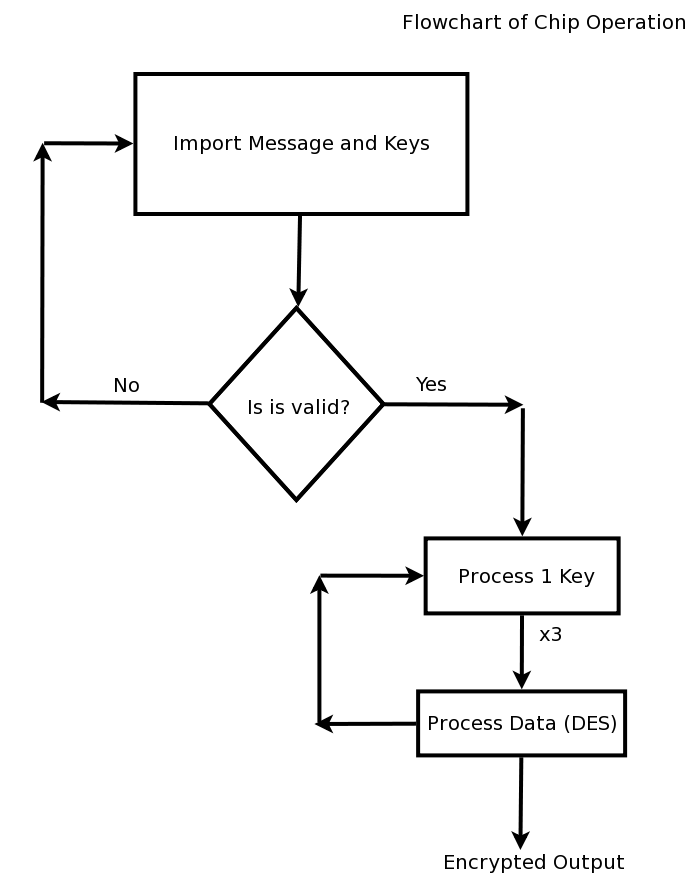 Flowchart of Chip Operation
Import Message and Keys
Is is valid?
No
Yes
Process 1 Key
x3
Process Data (DES)
Encrypted Output